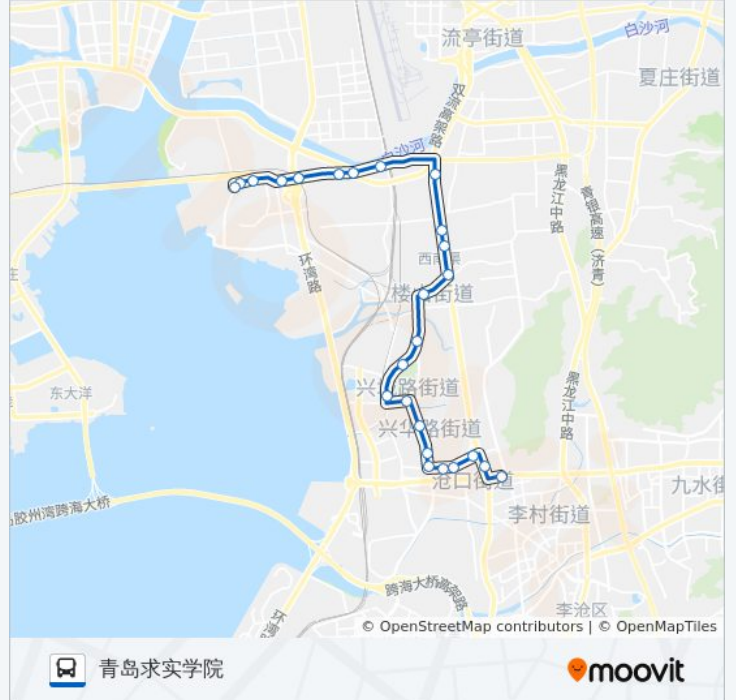 流亭街道
白沙河
夏庄街道
双流高架路
白沙河
黑龙江中路
青银高速（济青）
环湾路
楼山街道
东大洋
兴城路街道
黑龙江中路
兴华路街道
沧口街道
九水街
李村街道
胶州湾跨海大桥
跨海大桥高架路
李沧区
环湾
© OpenStreetMap contributors | © OpenMapTiles
青岛求实学院
moovit